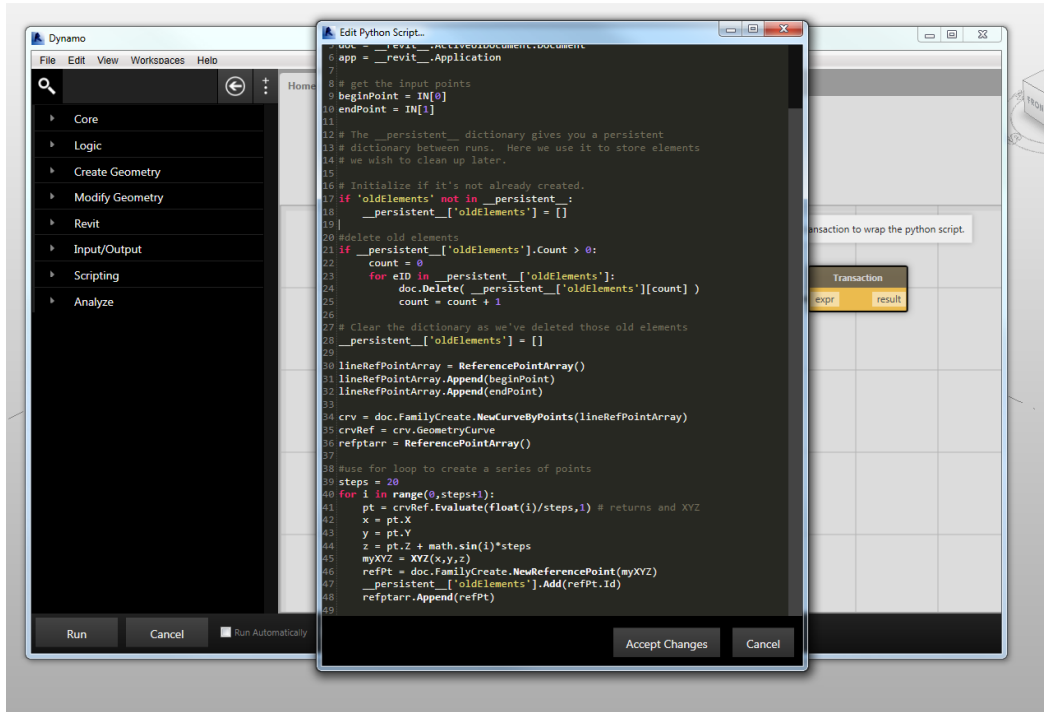 Dynamo
File Edit View Workspaces Help
Home
Core
Logic
Create Geometry
Modify Geometry
Revit
Input/Output
Scripting
Analyze
Run Cancel Run Automatically
Edit Python Script...
5 doc = __revit__.ActiveUIDocument.Document
6 app = __revit__.Application
7
8 # get the input points
9 beginPoint = IN[0]
10 endPoint = IN[1]
11
12 # The __persistent__ dictionary gives you a persistent
13 # dictionary between runs.  Here we use it to store elements
14 # we wish to clean up later.
15
16 # Initialize if it's not already created.
17 if 'oldElements' not in __persistent__:
18     __persistent__['oldElements'] = []
19
20 #delete old elements
21 if __persistent__['oldElements'].Count > 0:
22     count = 0
23     for eID in __persistent__['oldElements']:
24         doc.Delete( __persistent__['oldElements'][count] )
25         count = count + 1
26
27 # Clear the dictionary as we've deleted those old elements
28 __persistent__['oldElements'] = []
29
30 lineRefPointArray = ReferencePointArray()
31 lineRefPointArray.Append(beginPoint)
32 lineRefPointArray.Append(endPoint)
33
34 crv = doc.FamilyCreate.NewCurveByPoints(lineRefPointArray)
35 crvRef = crv.GeometryCurve
36 refptarr = ReferencePointArray()
37
38 #use for loop to create a series of points
39 steps = 20
40 for i in range(0,steps+1):
41     pt = crvRef.Evaluate(float(i)/steps,1) # returns and XYZ
42     x = pt.X
43     y = pt.Y
44     z = pt.Z + math.sin(i)*steps
45     myXYZ = XYZ(x,y,z)
46     refPt = doc.FamilyCreate.NewReferencePoint(myXYZ)
47     __persistent__['oldElements'].Add(refPt.Id)
48     refptarr.Append(refPt)
49
Accept Changes Cancel
ansaction to wrap the python script.
Transaction
expr result
FRON